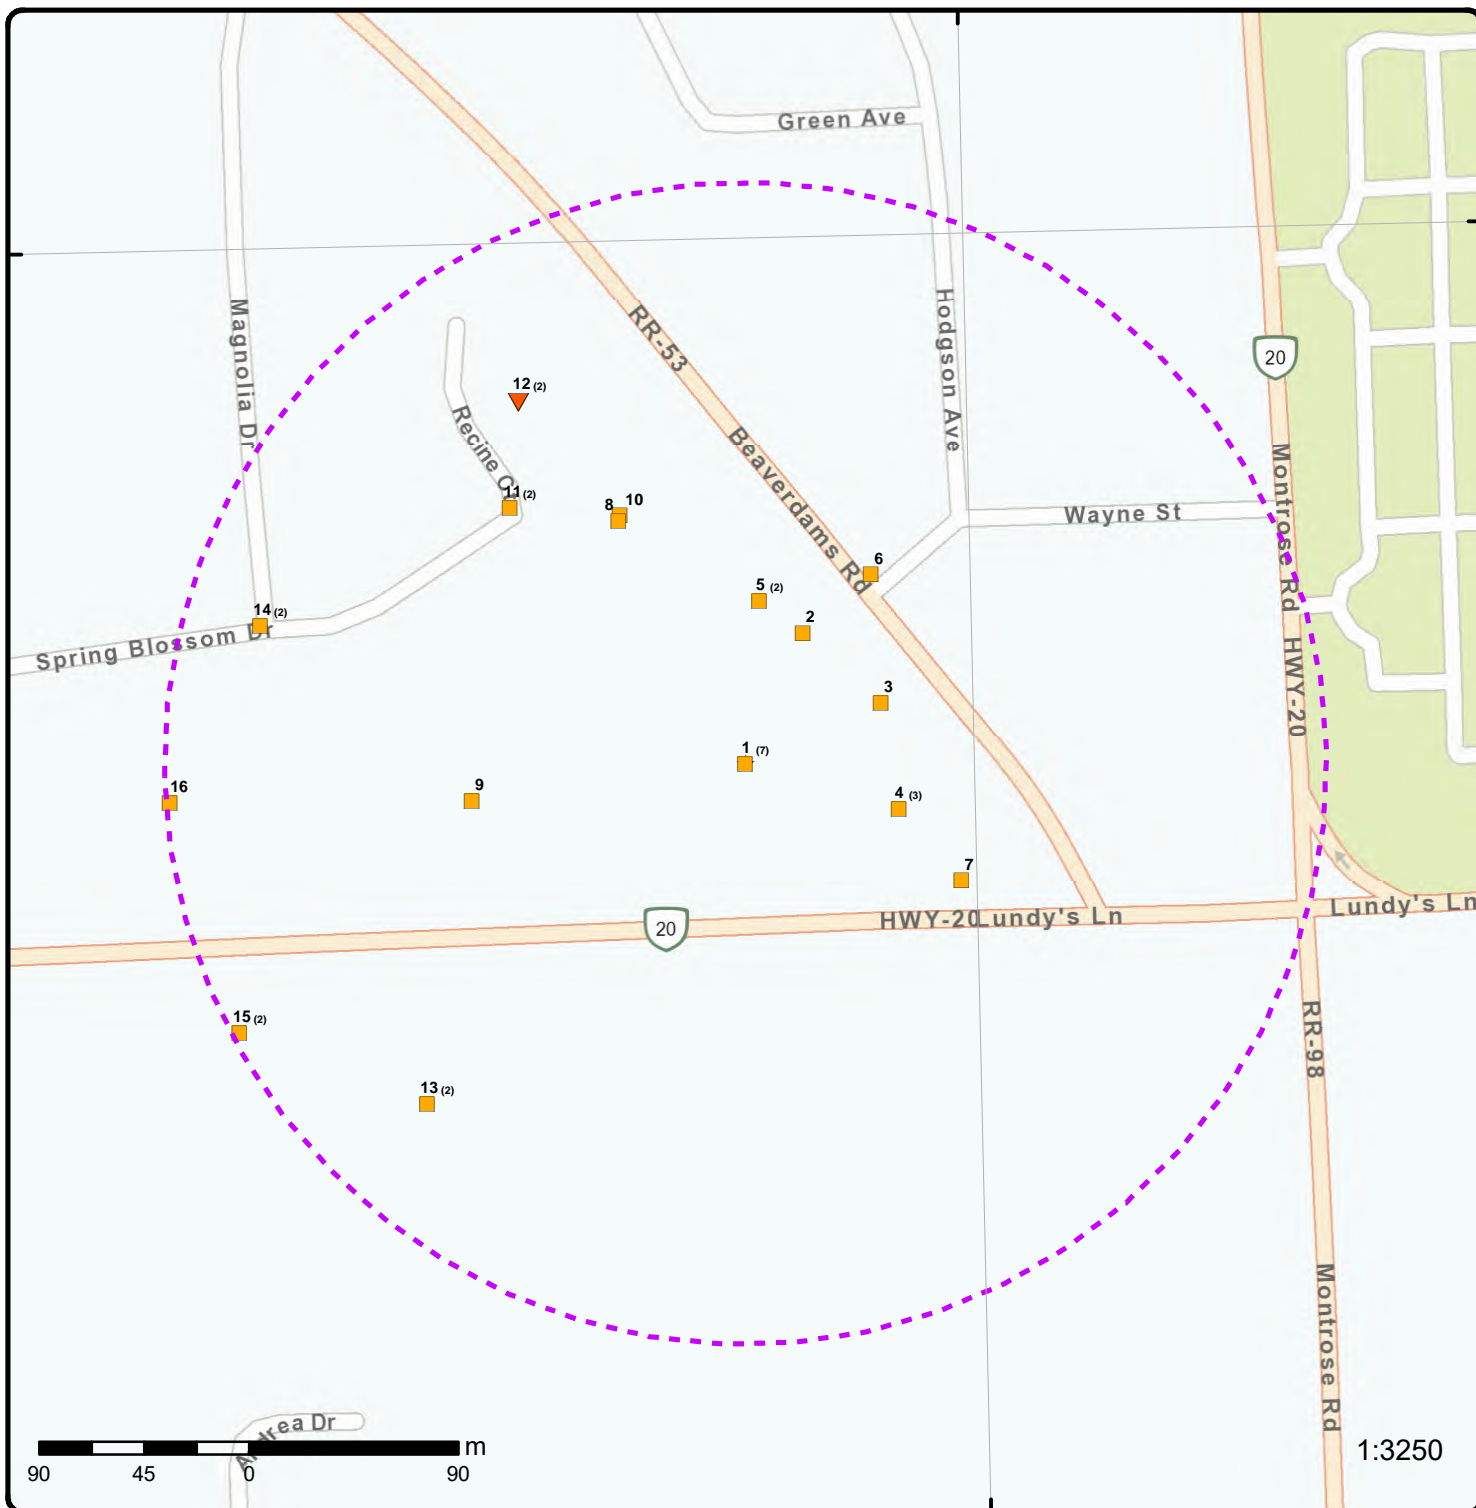 Green Ave
Magnolia Dr
Hodgson Ave
RR-53
20
12 (2)
Recine C
Beaverdams Rd
Montrose Rd
11 (2)
8
10
Wayne St
6
5 (2)
2
14 (2)
Spring Blossom Dr
HWY-20
3
1 (7)
16
9
4 (3)
7
20
HWY-20
Lundy's Ln
Lundy's Ln
15 (2)
RR-98
13 (2)
Montrose Rd
Andrea Dr
m
90 45 0 90
1:3250